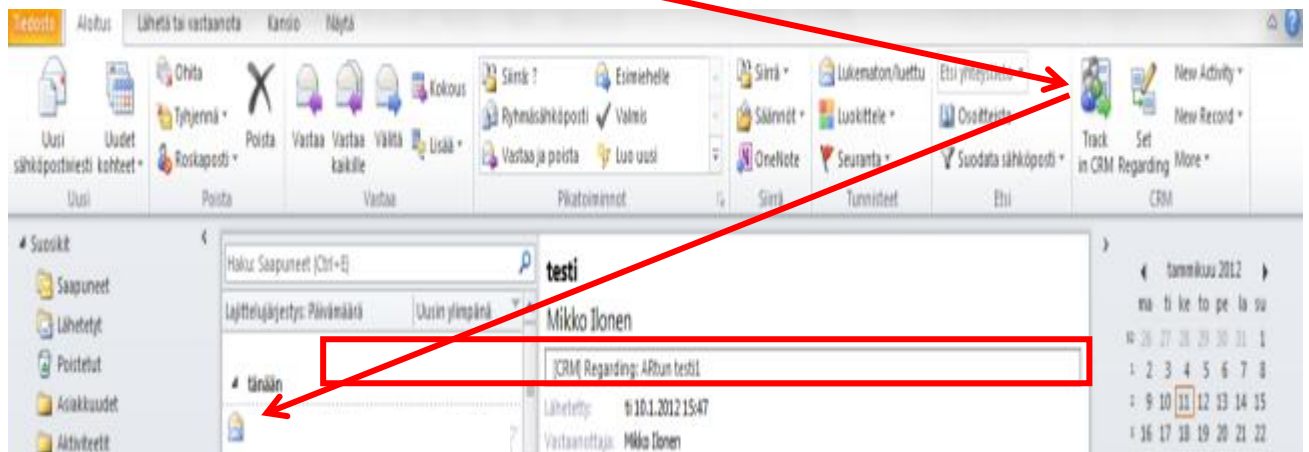 Tiedosto Aloitus Lähetä tai vastaanota Kansio Näytä
Uusi sähköpostiviesti
Uudet kohteet
Uusi
Ohita
Tyhjennä
Roskaposti
Poista
Poista
Vastaa
Vastaa kaikille
Välitä
Kokous
Lisää
Vastaa
Siirrä: ?
Ryhmäsähköposti
Vastaa ja poista
Esimiehelle
Valmis
Luo uusi
Pikatoiminnot
Siirrä
Säännöt
OneNote
Siirrä
Lukematon/luettu
Luokittele
Seuranta
Tunnisteet
Etsi yhteystieto
Osoitteisto
Suodata sähköposti
Etsi
Track in CRM
Set Regarding
New Activity
New Record
More
CRM
Suosikit
Saapuneet
Lähetetyt
Poistetut
Asiakkuudet
Aktiviteetit
Haku: Saapuneet (Ctrl+E)
Lajittelujärjestys: Päivämäärä Uusin ylimpänä
tänään
testi
Mikko Ilonen
[CRM] Regarding: ARtun testi1
Lähetetty: ti 10.1.2012 15:47
Vastaanottaja: Mikko Ilonen
tammikuu 2012
ma ti ke to pe la su
26 27 28 29 30 31 1
2 3 4 5 6 7 8
9 10 11 12 13 14 15
16 17 18 19 20 21 22